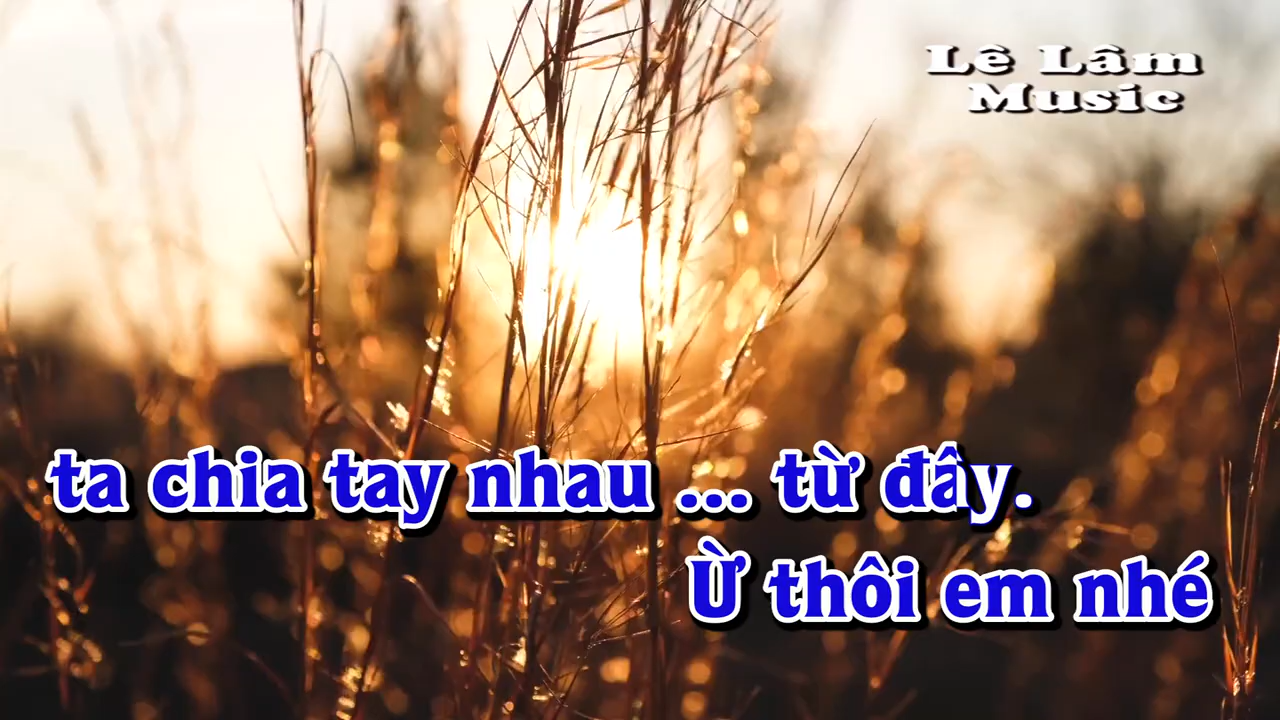 Lê Lâm
Music
ta chia tay nhau ... từ đây.
Ừ thôi em nhé